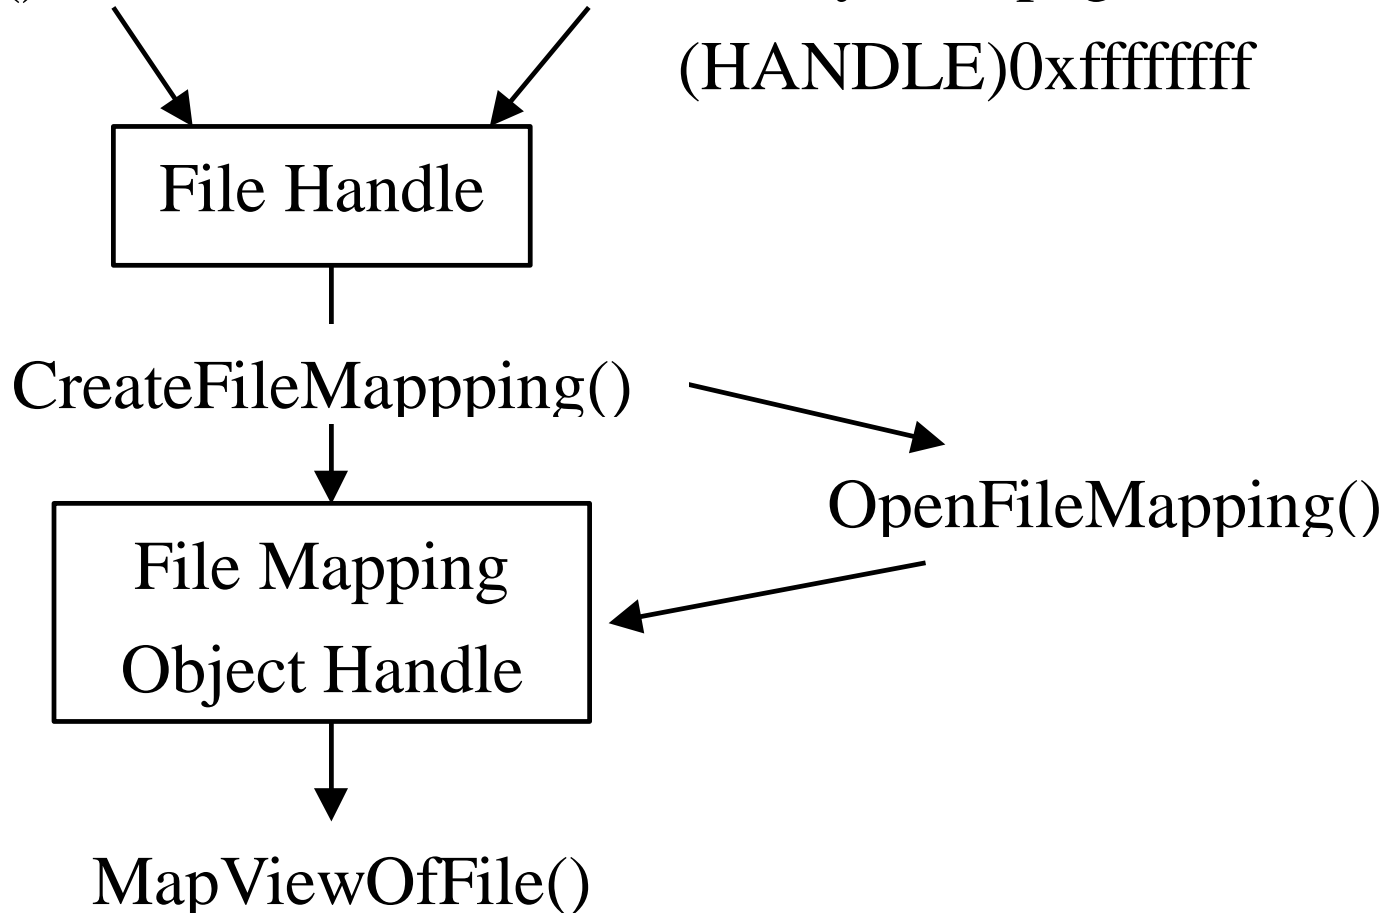 (HANDLE)0xffffffff
File Handle
CreateFileMappping()
OpenFileMapping()
File Mapping
Object Handle
MapViewOfFile()